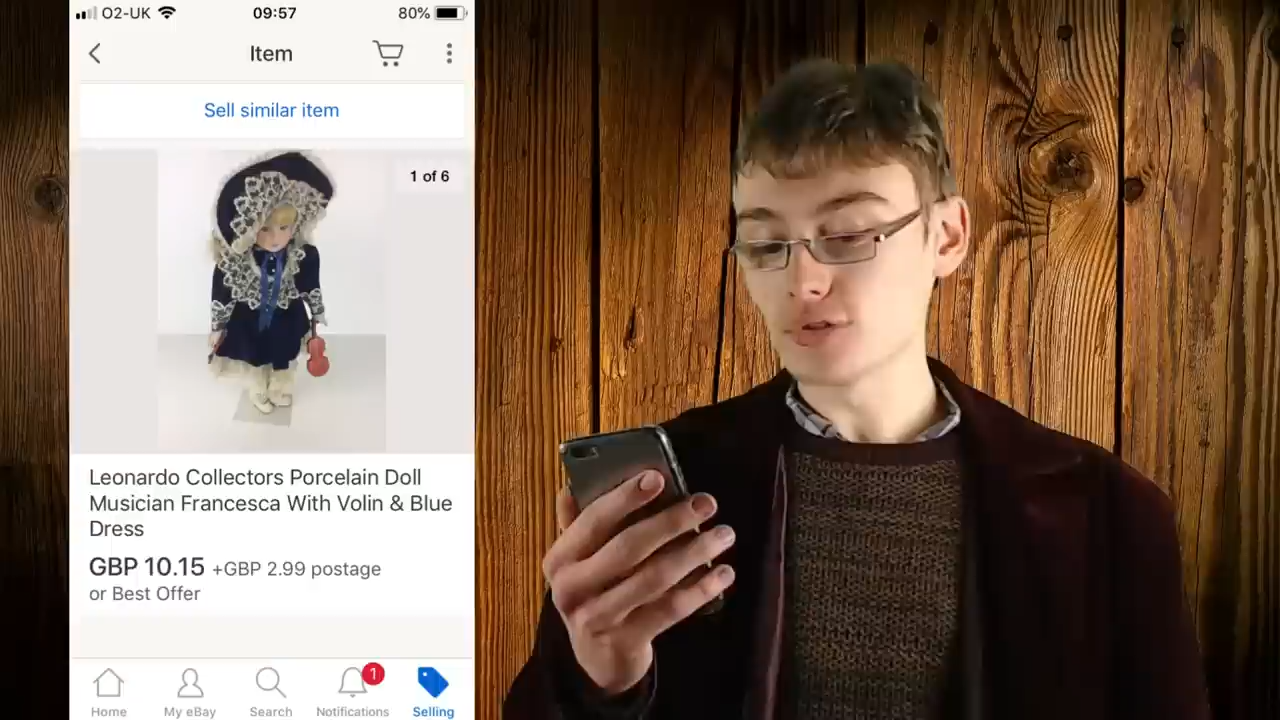 O2-UK 09:57 80%
Item
Sell similar item
1 of 6
Leonardo Collectors Porcelain Doll
Musician Francesca With Volin & Blue
Dress
GBP 10.15 +GBP 2.99 postage
or Best Offer
1
Home My eBay Search Notifications Selling